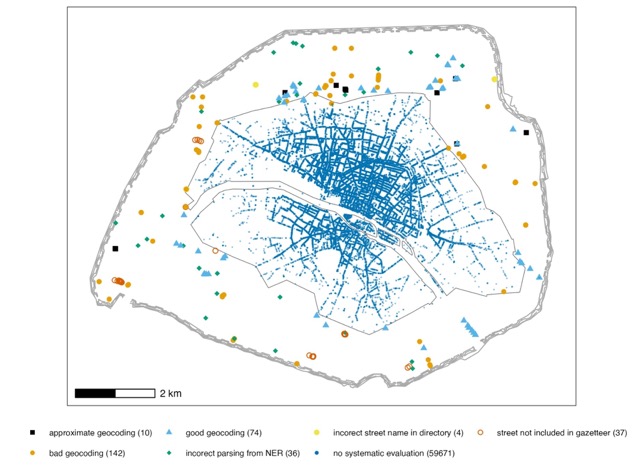 2 km
approximate geocoding (10)
good geocoding (74)
incorect street name in directory (4)
street not included in gazetteer (37)
bad geocoding (142)
incorrect parsing from NER (36)
no systematic evaluation (59671)